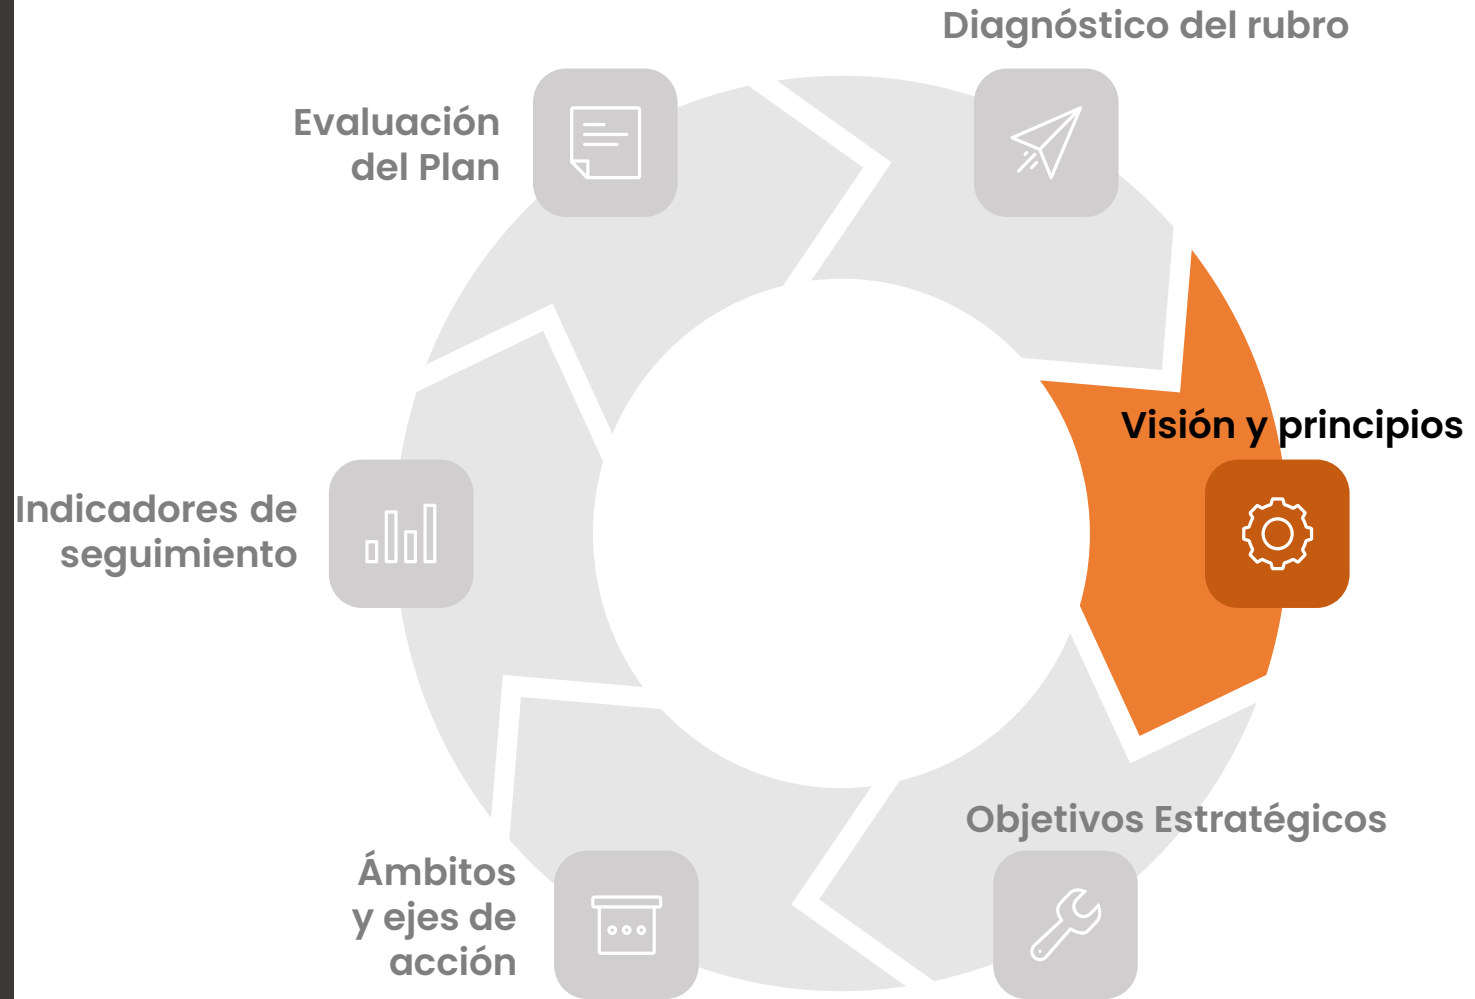 Diagnóstico del rubro
Evaluación
del Plan
Visión y principios
Indicadores de
seguimiento
Objetivos Estratégicos
Ámbitos
y ejes de
acción